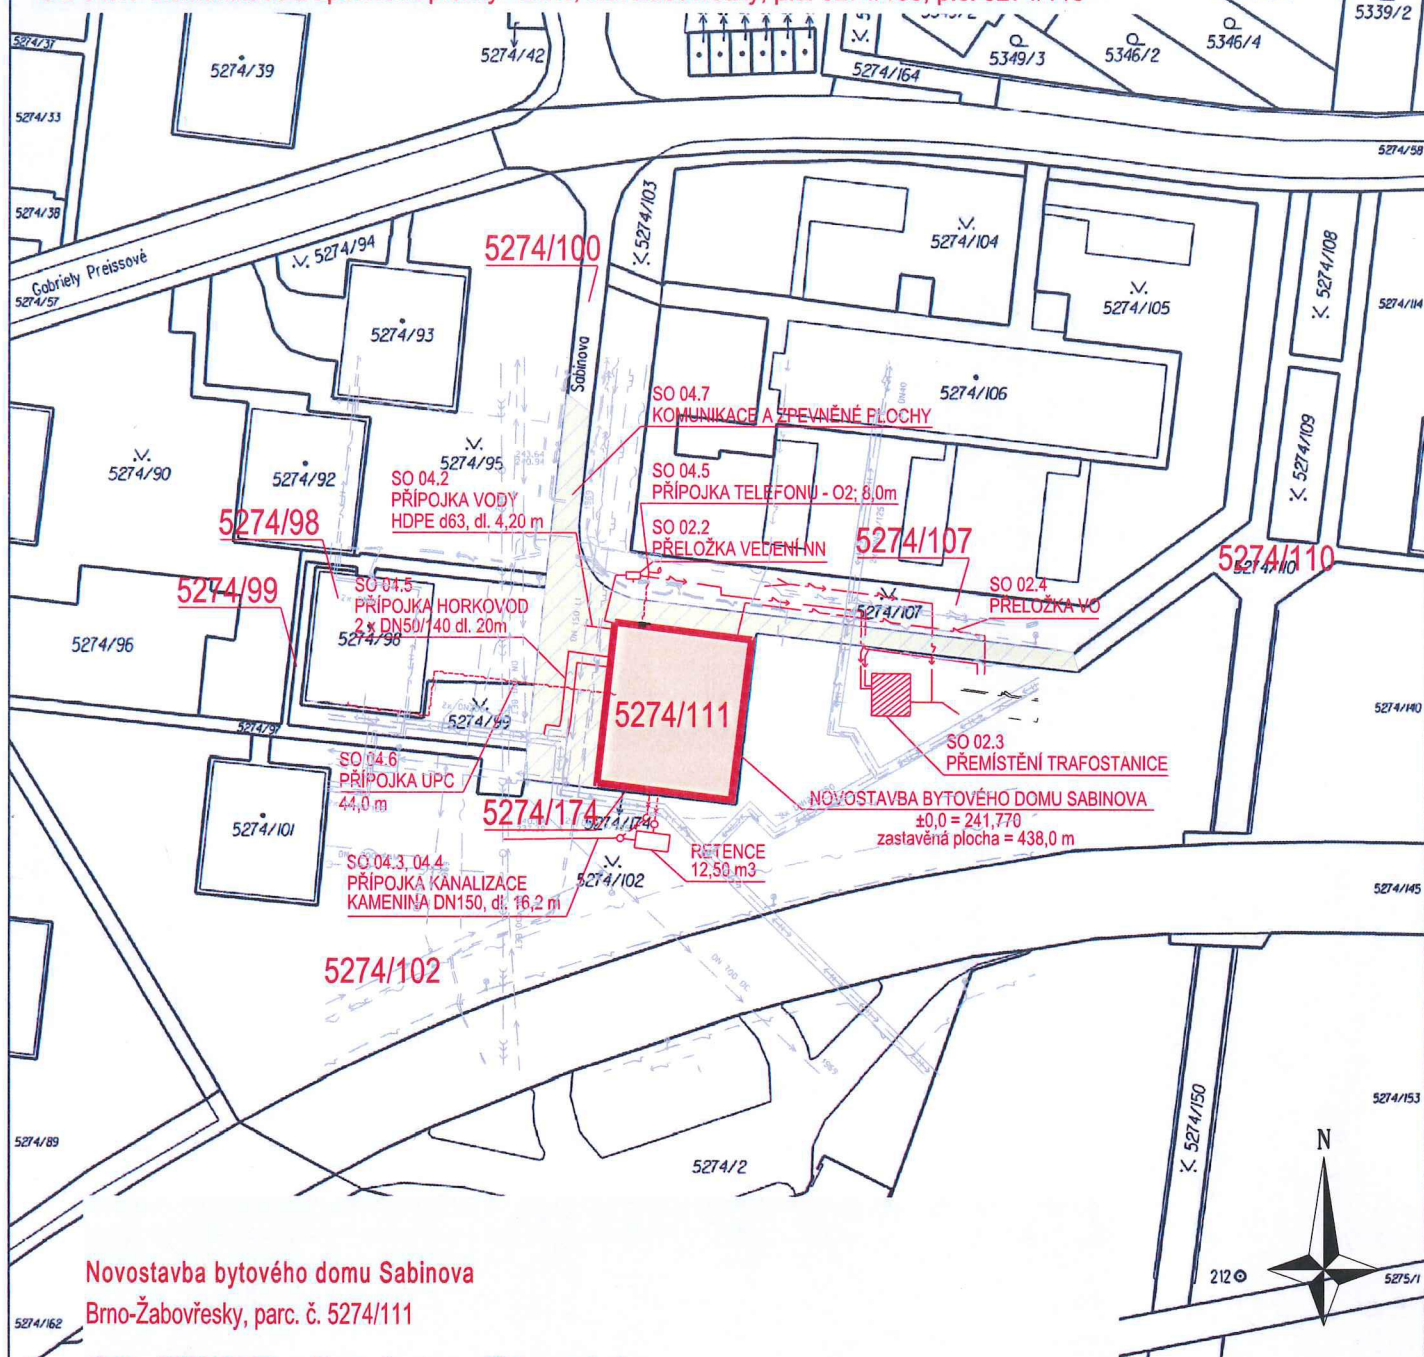 5339/2
5274/37
5274/39
5274/42
5349/3
5346/2
5346/4
5274/164
5274/33
5274/58
5274/38
5274/103
5274/94
5274/100
5274/104
5274/108
Gabriely Preissové
5274/57
5274/105
5274/114
5274/93
Sabinova
5274/106
SO 04.7
KOMUNIKACE A ZPEVNĚNÉ PLOCHY
5274/90
5274/92
5274/95
5274/109
SO 04.2
PŘÍPOJKA VODY
HDPE d63, dl. 4,20 m
SO 04.5
PŘÍPOJKA TELEFONU - O2; 8,0m
SO 02.2
PŘELOŽKA VEDENÍ NN
5274/98
5274/107
5274/110
5274/110
5274/99
SO 04.5
PŘÍPOJKA HORKOVOD
2 x DN50/140 dl. 20m
SO 02.4
PŘELOŽKA VO
5274/107
5274/96
5274/98
5274/111
5274/99
5274/97
5274/140
SO 04.6
PŘÍPOJKA UPC
44,0 m
SO 02.3
PŘEMÍSTĚNÍ TRAFOSTANICE
5274/101
5274/174
5274/174
NOVOSTAVBA BYTOVÉHO DOMU SABINOVA
±0,0 = 241,770
zastavěná plocha = 438,0 m
RETENCE
12,50 m3
SO 04.3, 04.4
PŘÍPOJKA KANALIZACE
KAMENINA DN150, dl. 16,2 m
5274/102
5274/145
5274/102
DN 700 DC
1969
5274/150
5274/153
5274/89
5274/2
N
212
5275/1
Novostavba bytového domu Sabinova
Brno-Žabovřesky, parc. č. 5274/111
5274/162